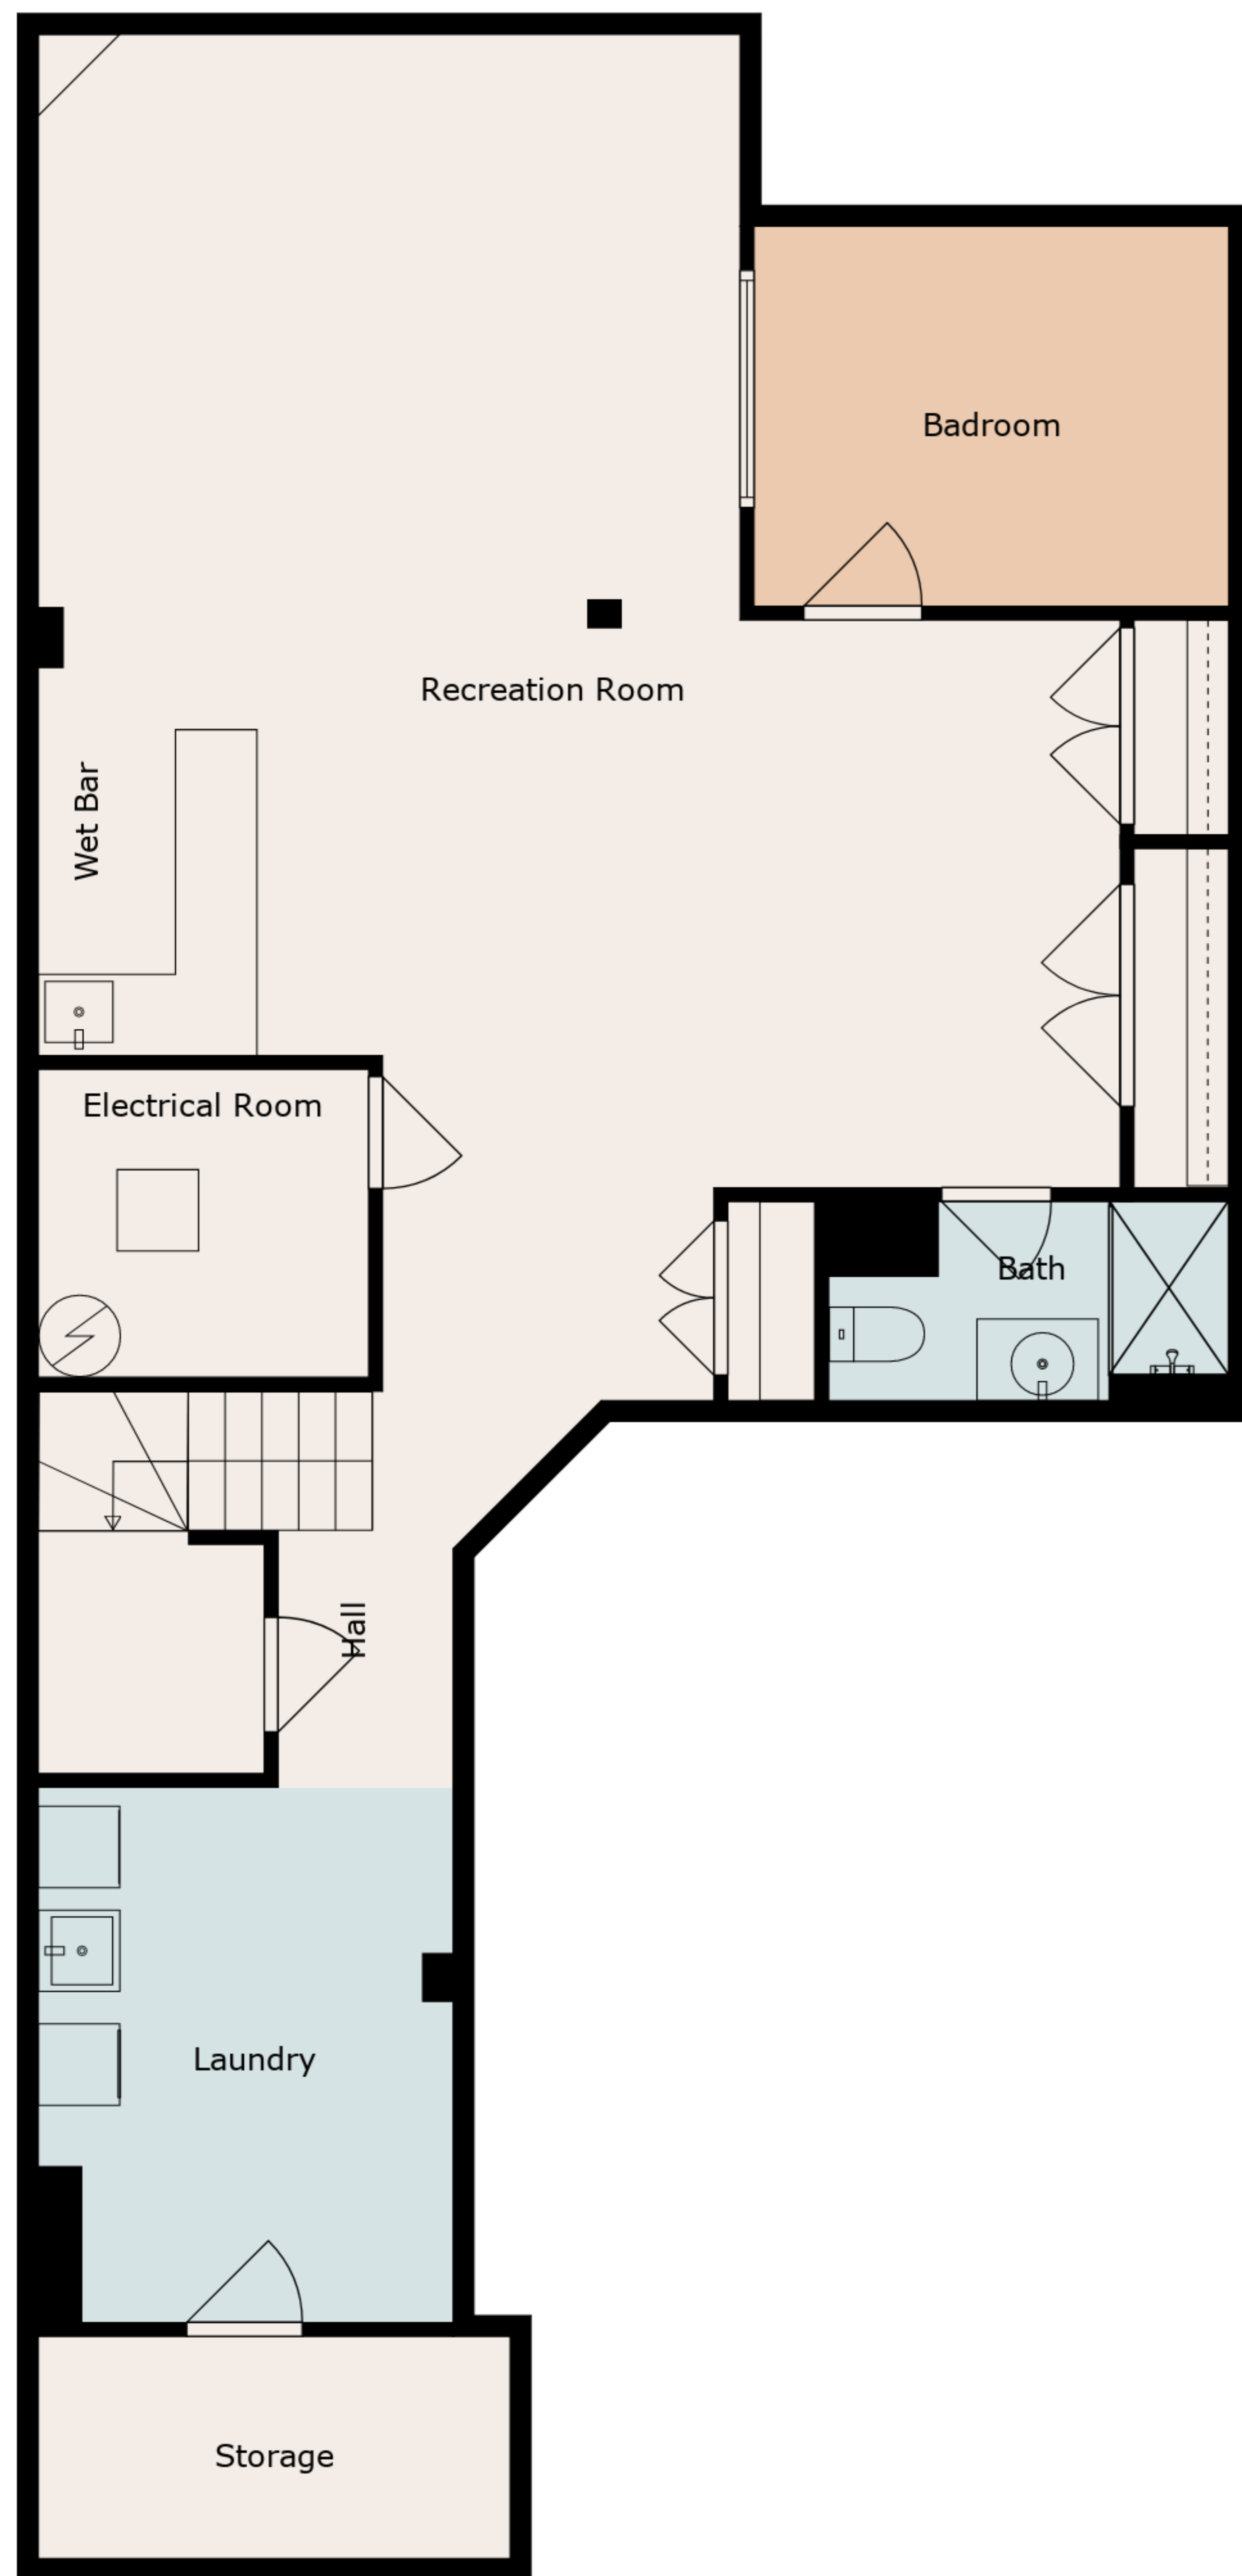 Badroom
Recreation Room
Wet Bar
Electrical Room
Bath
Hall
Laundry
Storage